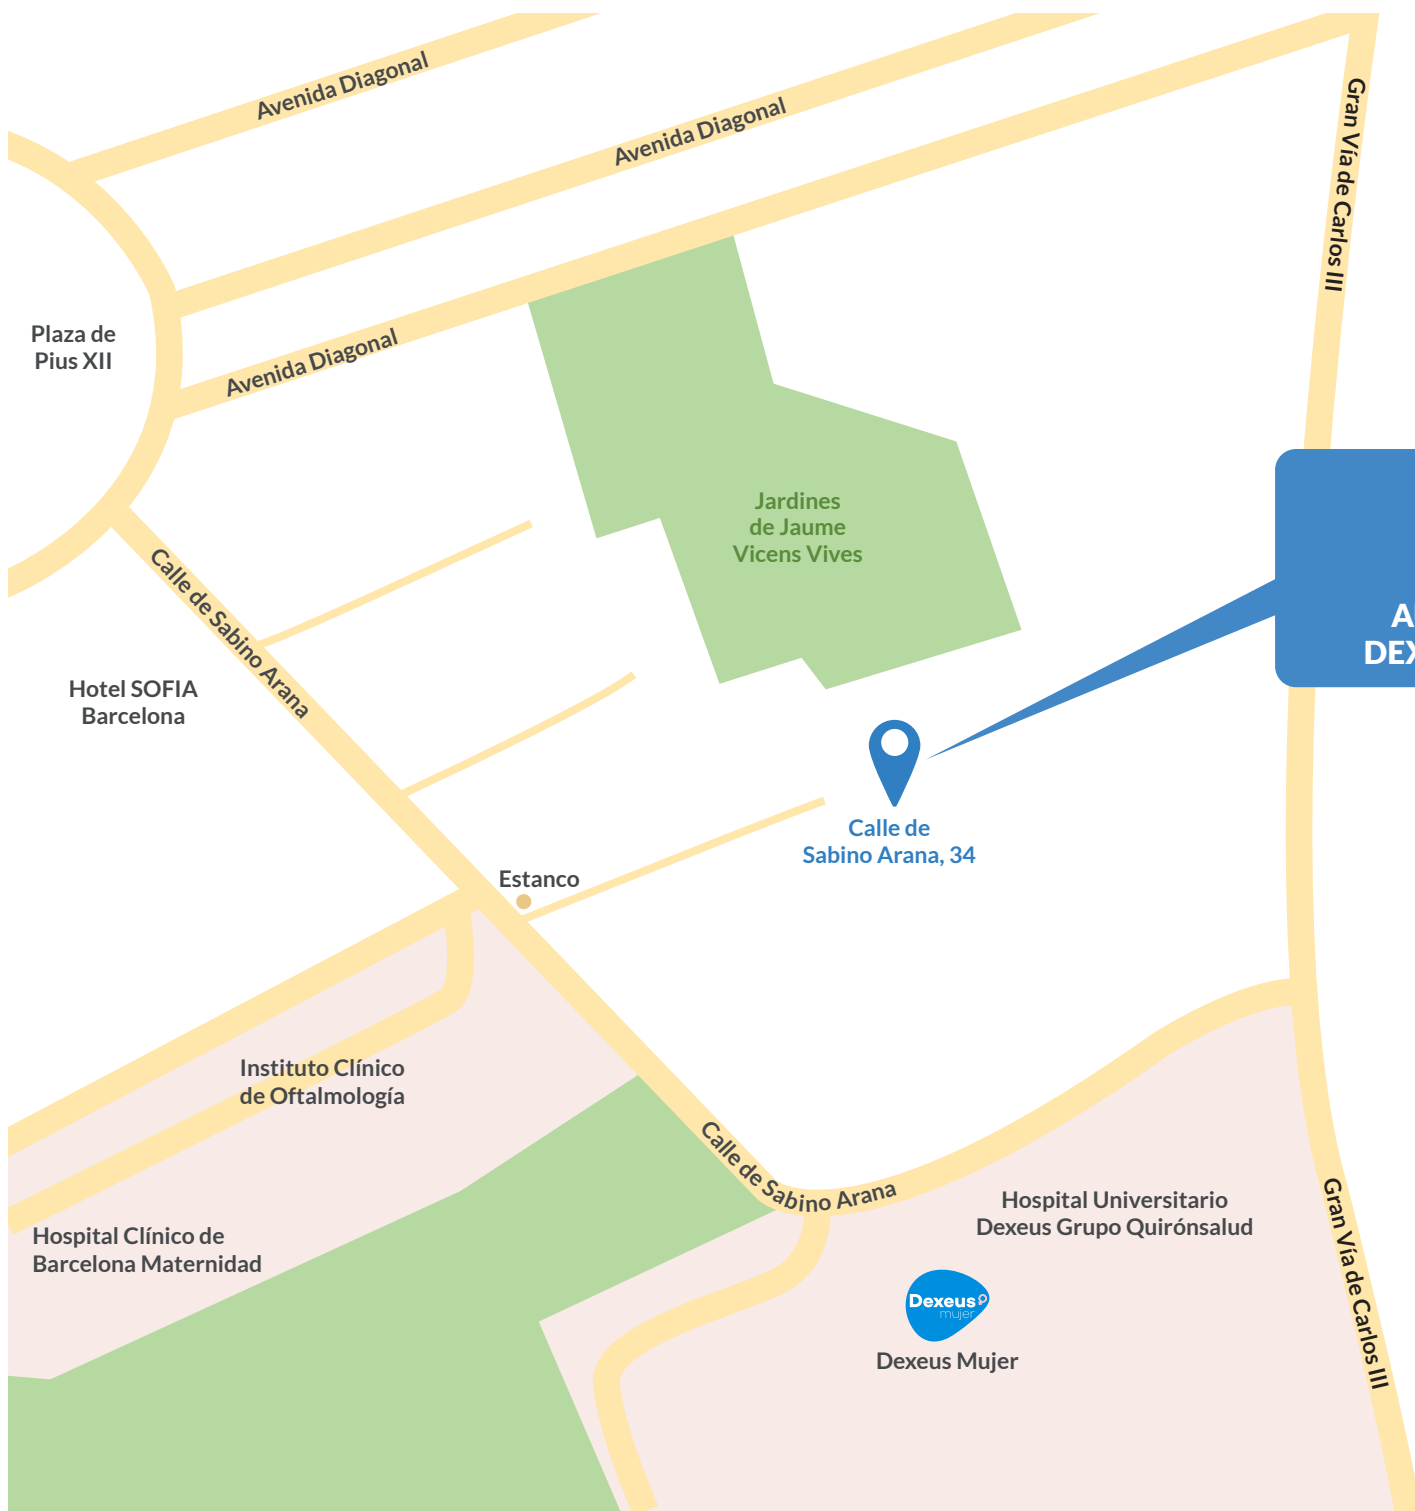 Avenida Diagonal
Avenida Diagonal
Gran Vía de Carlos III
Plaza de
Pius XII
Avenida Diagonal
Jardines
de Jaume
Vicens Vives
Calle de Sabino Arana
Hotel SOFIA
Barcelona
Calle de
Sabino Arana, 34
Estanco
Instituto Clínico
de Oftalmología
Calle de Sabino Arana
Hospital Clínico de
Barcelona Maternidad
Hospital Universitario
Dexeus Grupo Quirónsalud
Gran Vía de Carlos III
Dexeus
mujer
Dexeus Mujer